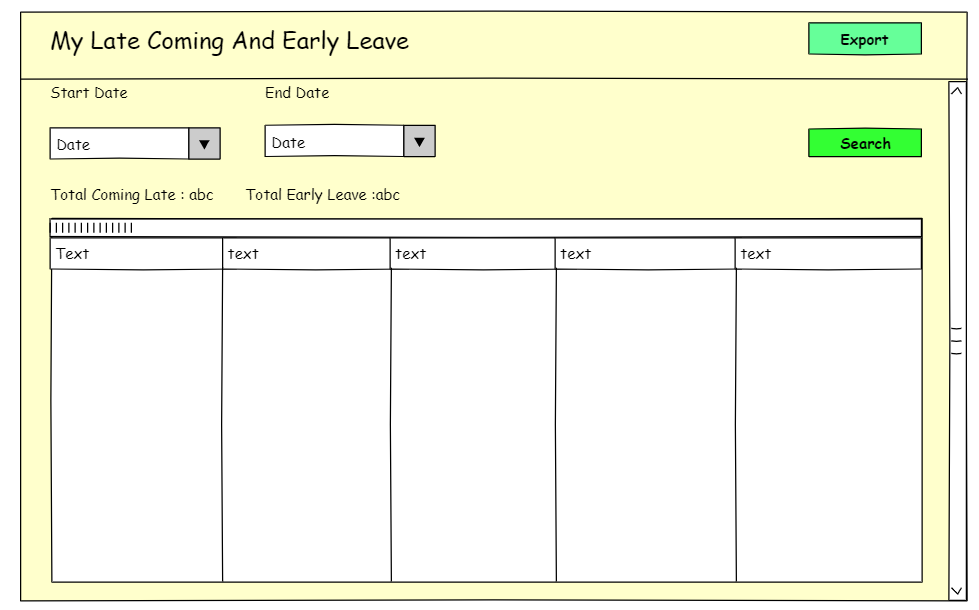 My Late Coming And Early Leave
Export
Start Date
End Date
Date
Date
Search
Total Coming Late : abc
Total Early Leave :abc
Text
text
text
text
text